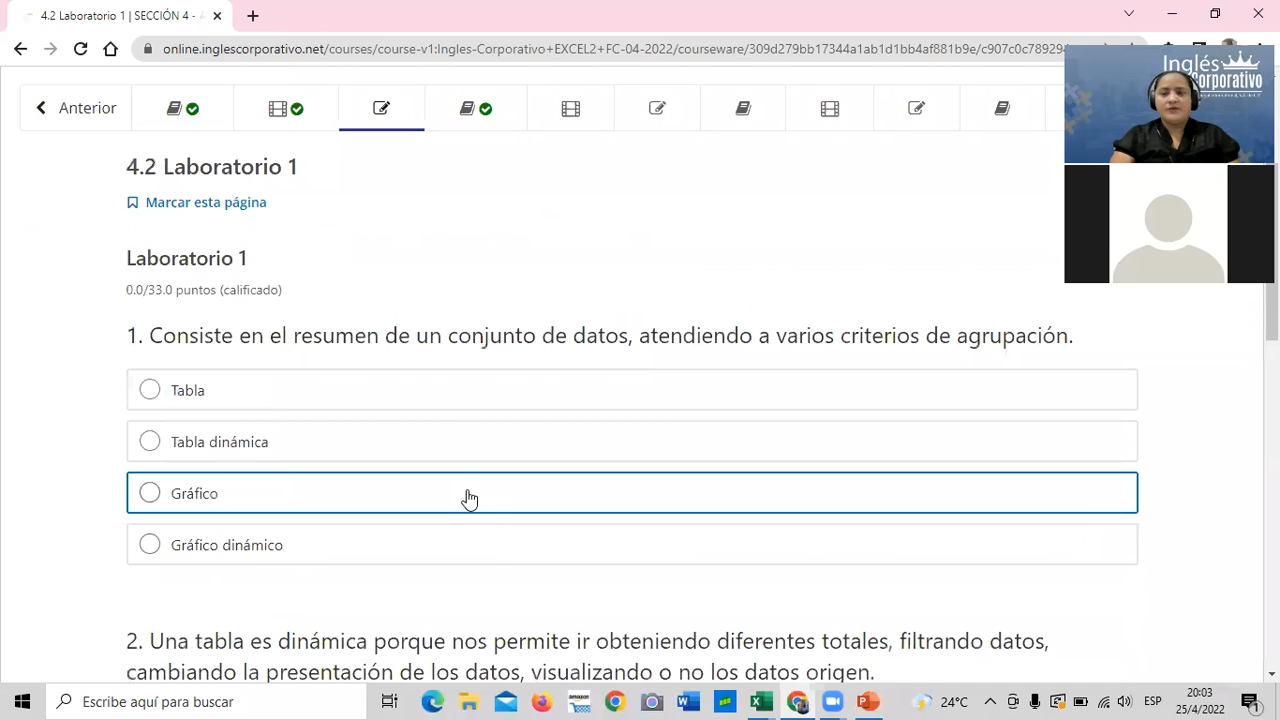 4.2 Laboratorio 1 | SECCIÓN 4 -
online.inglescorporativo.net/courses/course-v1:Ingles-Corporativo+EXCEL2+FC-04-2022/courseware/309d279bb17344a1ab1d1bb4af88109e/c907c0c789294
Inglés
Corporativo
Anterior
4.2 Laboratorio 1
Marcar esta página
Laboratorio 1
0.0/33.0 puntos (calificado)
1. Consiste en el resumen de un conjunto de datos, atendiendo a varios criterios de agrupación.
Tabla
Tabla dinámica
Gráfico
Gráfico dinámico
2. Una tabla es dinámica porque nos permite ir obteniendo diferentes totales, filtrando datos,
cambiando la presentación de los datos, visualizando o no los datos origen.
Escribe aquí para buscar
24°C
ESP
20:03
25/4/2022